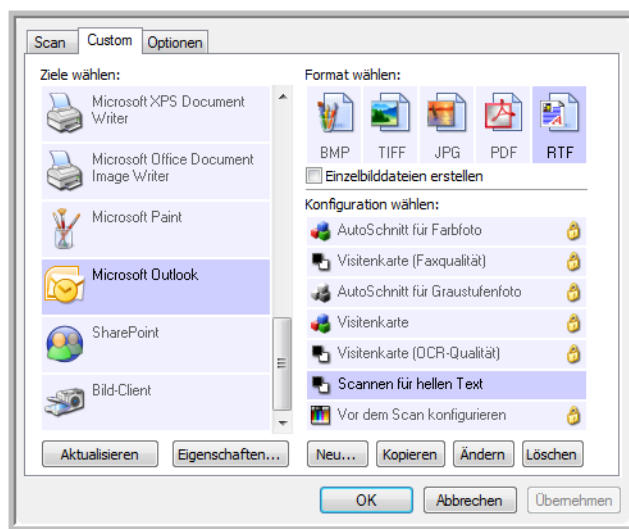 Scan Custom Optionen
Ziele wählen:
Microsoft XPS Document
Writer
Microsoft Office Document
Image Writer
Microsoft Paint
Microsoft Outlook
SharePoint
Bild-Client
Aktualisieren Eigenschaften...
Format wählen:
BMP TIFF JPG PDF RTF
Einzelbilddateien erstellen
Konfiguration wählen:
AutoSchnitt für Farbfoto
Visitenkarte (Faxqualität)
AutoSchnitt für Graustufenfoto
Visitenkarte
Visitenkarte (OCR-Qualität)
Scannen für hellen Text
Vor dem Scan konfigurieren
Neu... Kopieren Ändern Löschen
OK Abbrechen Übernehmen